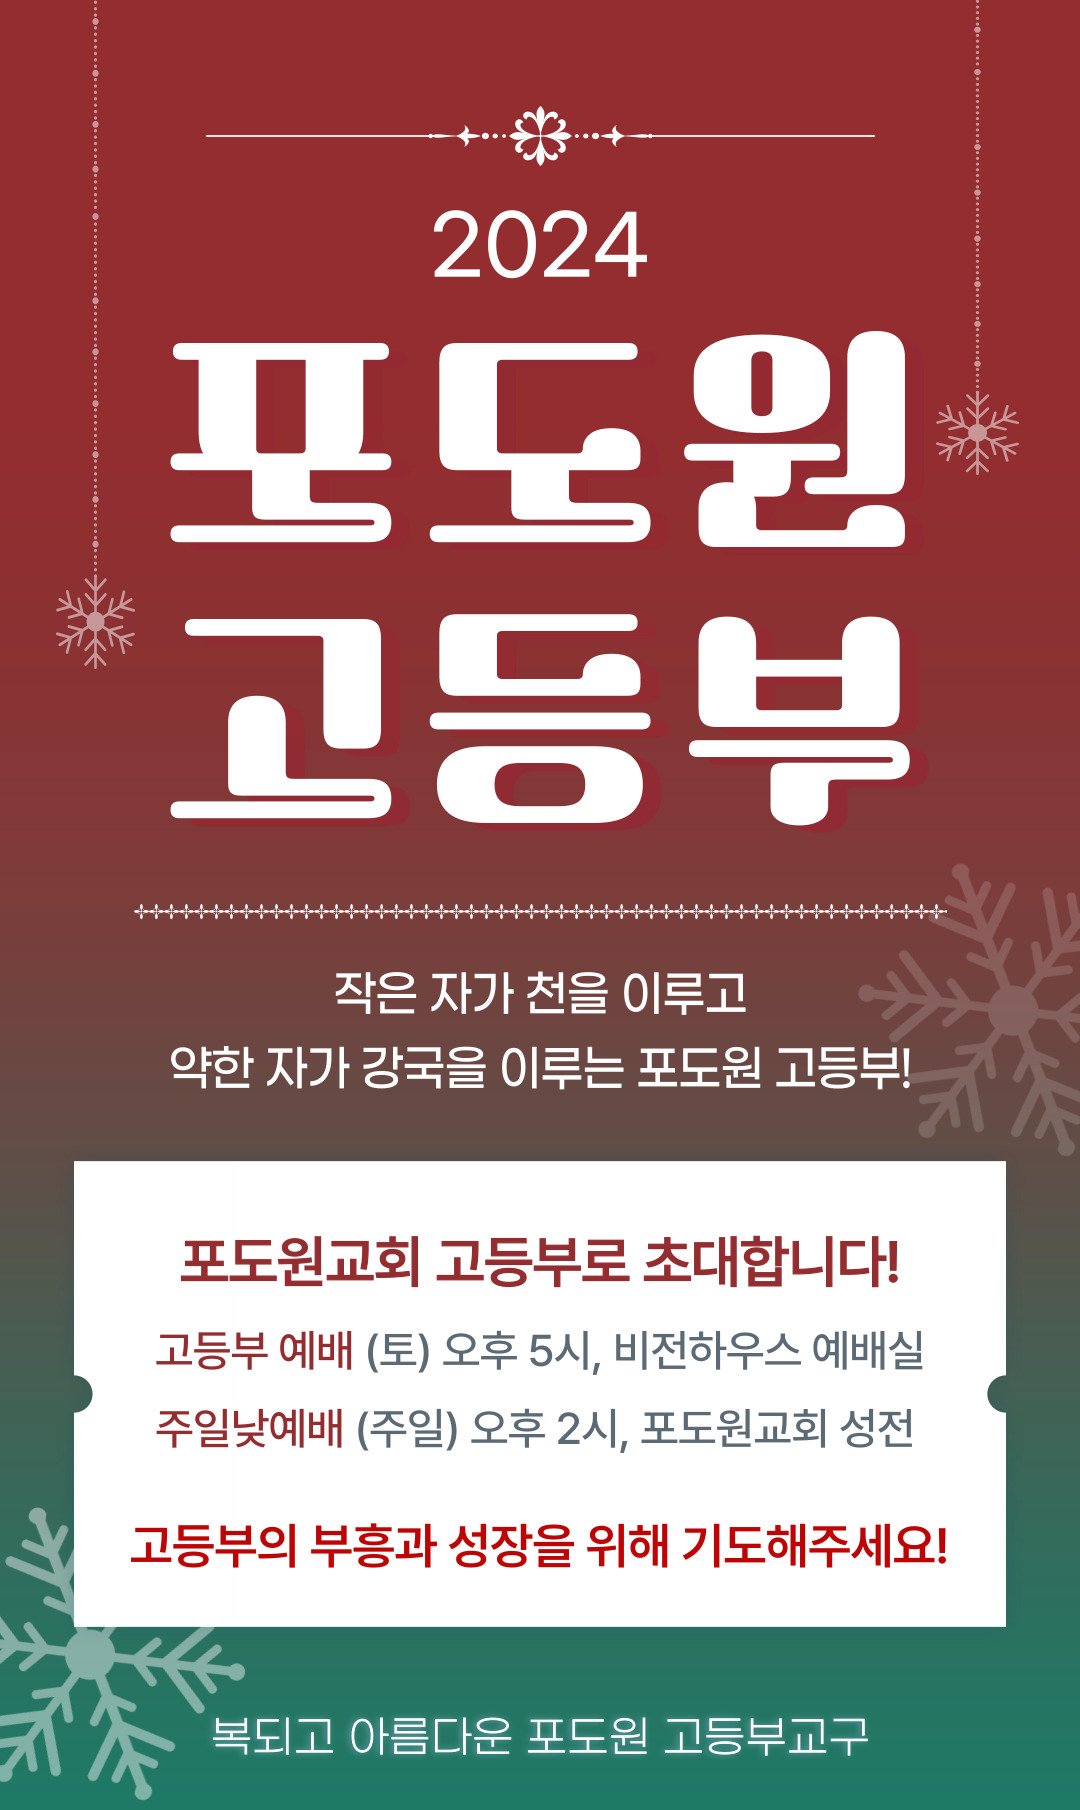 2024
포도원
고등부
작은 자가 천을 이루고
약한 자가 강국을 이루는 포도원 고등부!
포도원교회 고등부로 초대합니다!
고등부 예배 (토) 오후 5시, 비전하우스 예배실
주일낮예배 (주일) 오후 2시, 포도원교회 성전
고등부의 부흥과 성장을 위해 기도해주세요!
복되고 아름다운 포도원 고등부교구